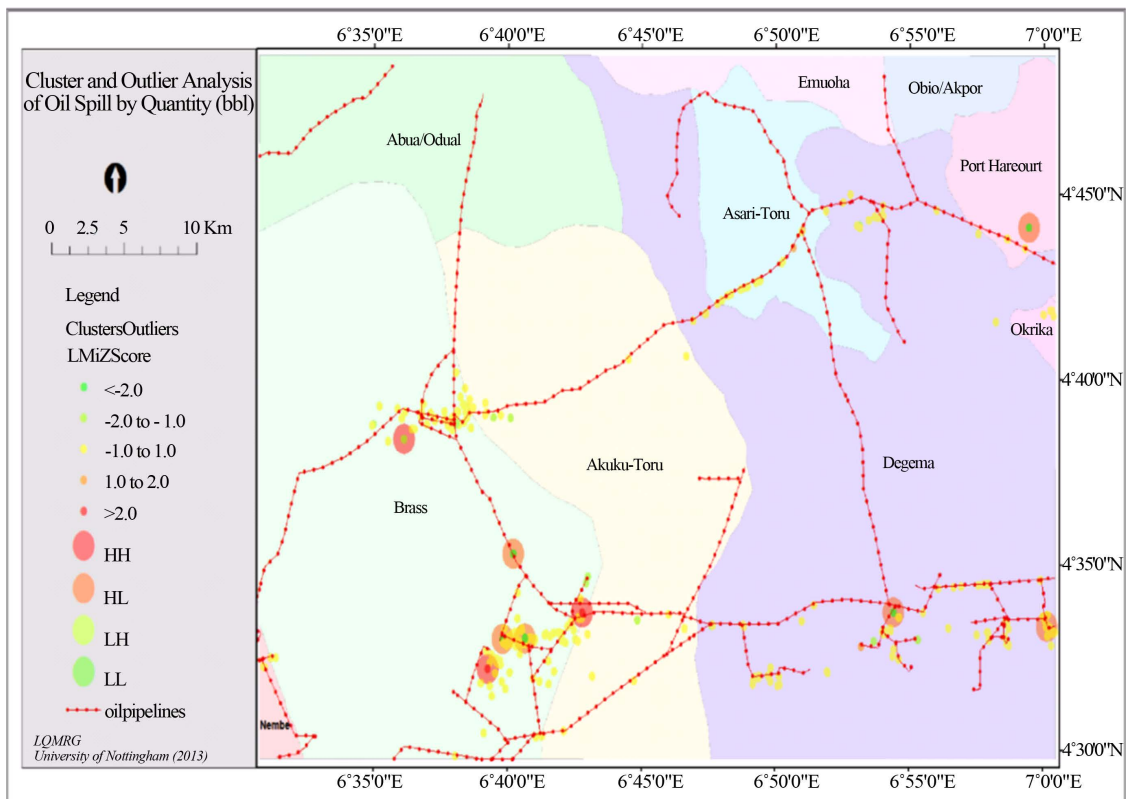 6°35'0"E 6°40'0"E 6°45'0"E 6°50'0"E 6°55'0"E 7°0'0"E
Cluster and Outlier Analysis
of Oil Spill by Quantity (bbl)
0 2.5 5 10 Km
Legend
ClustersOutliers
LMiZScore
<-2.0
-2.0 to - 1.0
-1.0 to 1.0
1.0 to 2.0
>2.0
HH
HL
LH
LL
oilpipelines
LQMRG
University of Nottingham (2013)
Emuoha
Obio/Akpor
Abua/Odual
Port Hareourt
Asari-Toru
Okrika
Akuku-Toru
Degema
Brass
Nembe
4°45'0"N
4°40'0"N
4°35'0"N
4°30'0"N
6°35'0"E 6°40'0"E 6°45'0"E 6°50'0"E 6°55'0"E 7°0'0"E